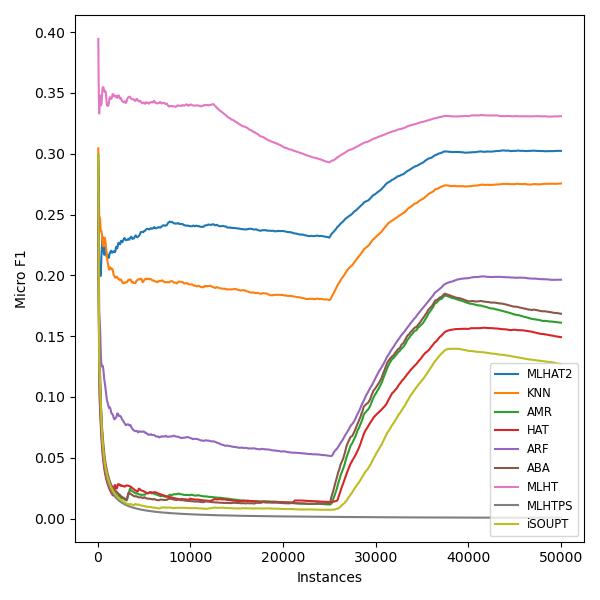 0.40
0.35
0.30
0.25
0.20
0.15
0.10
0.05
0.00
Micro F1
0 10000 20000 30000 40000 50000
Instances
MLHAT2
KNN
AMR
HAT
ARF
ABA
MLHT
MLHTPS
iSOUPT